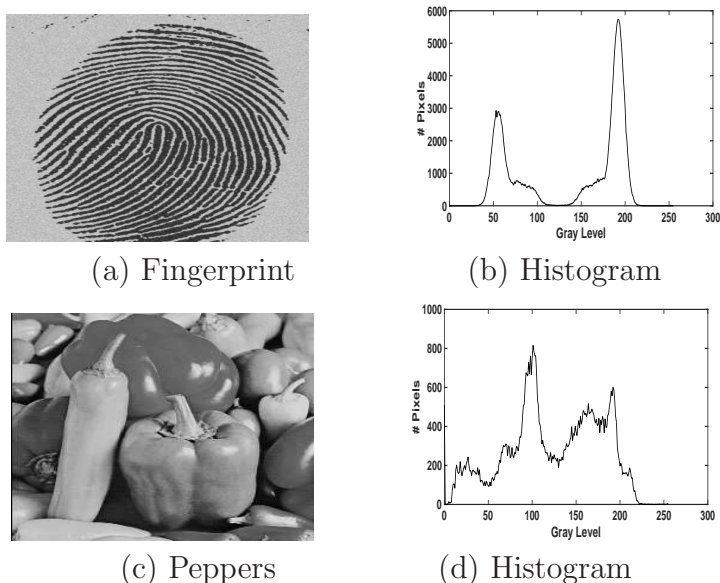 6000
5000
4000
3000
2000
1000
0
# Pixels
0 50 100 150 200 250 300
Gray Level
(a) Fingerprint
(b) Histogram
1000
800
600
400
200
0
# Pixels
0 50 100 150 200 250 300
Gray Level
(c) Peppers
(d) Histogram